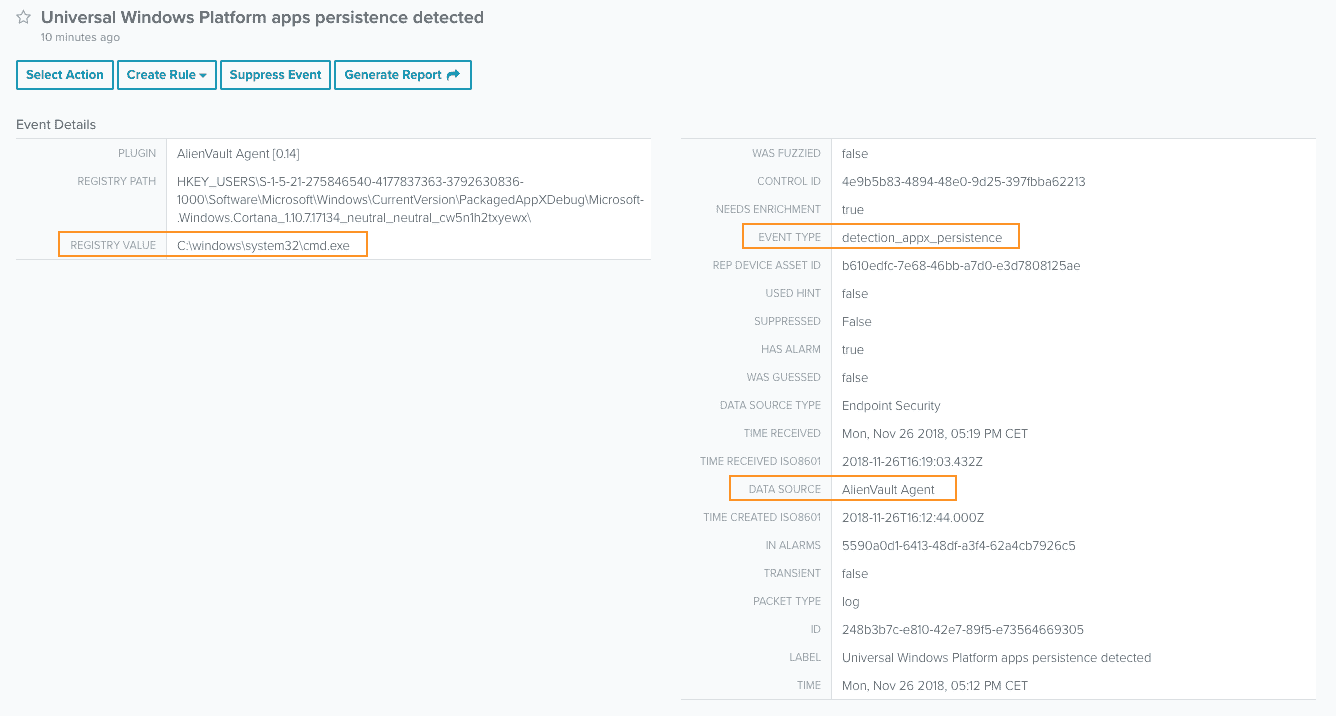 Universal Windows Platform apps persistence detected
10 minutes ago
Select Action
Create Rule
Suppress Event
Generate Report
Event Details
PLUGIN AlienVault Agent [0.14]
REGISTRY PATH HKEY_USERS\S-1-5-21-275846540-4177837363-3792630836-
1000\Software\Microsoft\Windows\CurrentVersion\PackagedAppXDebug\Microsoft-
.Windows.Cortana_1.10.7.17134_neutral_neutral_cw5n1h2txyewx\
REGISTRY VALUE C:\windows\system32\cmd.exe
WAS FUZZIED false
CONTROL ID 4e9b5b83-4894-48e0-9d25-397fbba62213
NEEDS ENRICHMENT true
EVENT TYPE detection_appx_persistence
REP DEVICE ASSET ID b610edfc-7e68-46bb-a7d0-e3d7808125ae
USED HINT false
SUPPRESSED False
HAS ALARM true
WAS GUESSED false
DATA SOURCE TYPE Endpoint Security
TIME RECEIVED Mon, Nov 26 2018, 05:19 PM CET
TIME RECEIVED ISO8601 2018-11-26T16:19:03.432Z
DATA SOURCE AlienVault Agent
TIME CREATED ISO8601 2018-11-26T16:12:44.000Z
IN ALARMS 5590a0d1-6413-48df-a3f4-62a4cb7926c5
TRANSIENT false
PACKET TYPE log
ID 248b3b7c-e810-42e7-89f5-e73564669305
LABEL Universal Windows Platform apps persistence detected
TIME Mon, Nov 26 2018, 05:12 PM CET